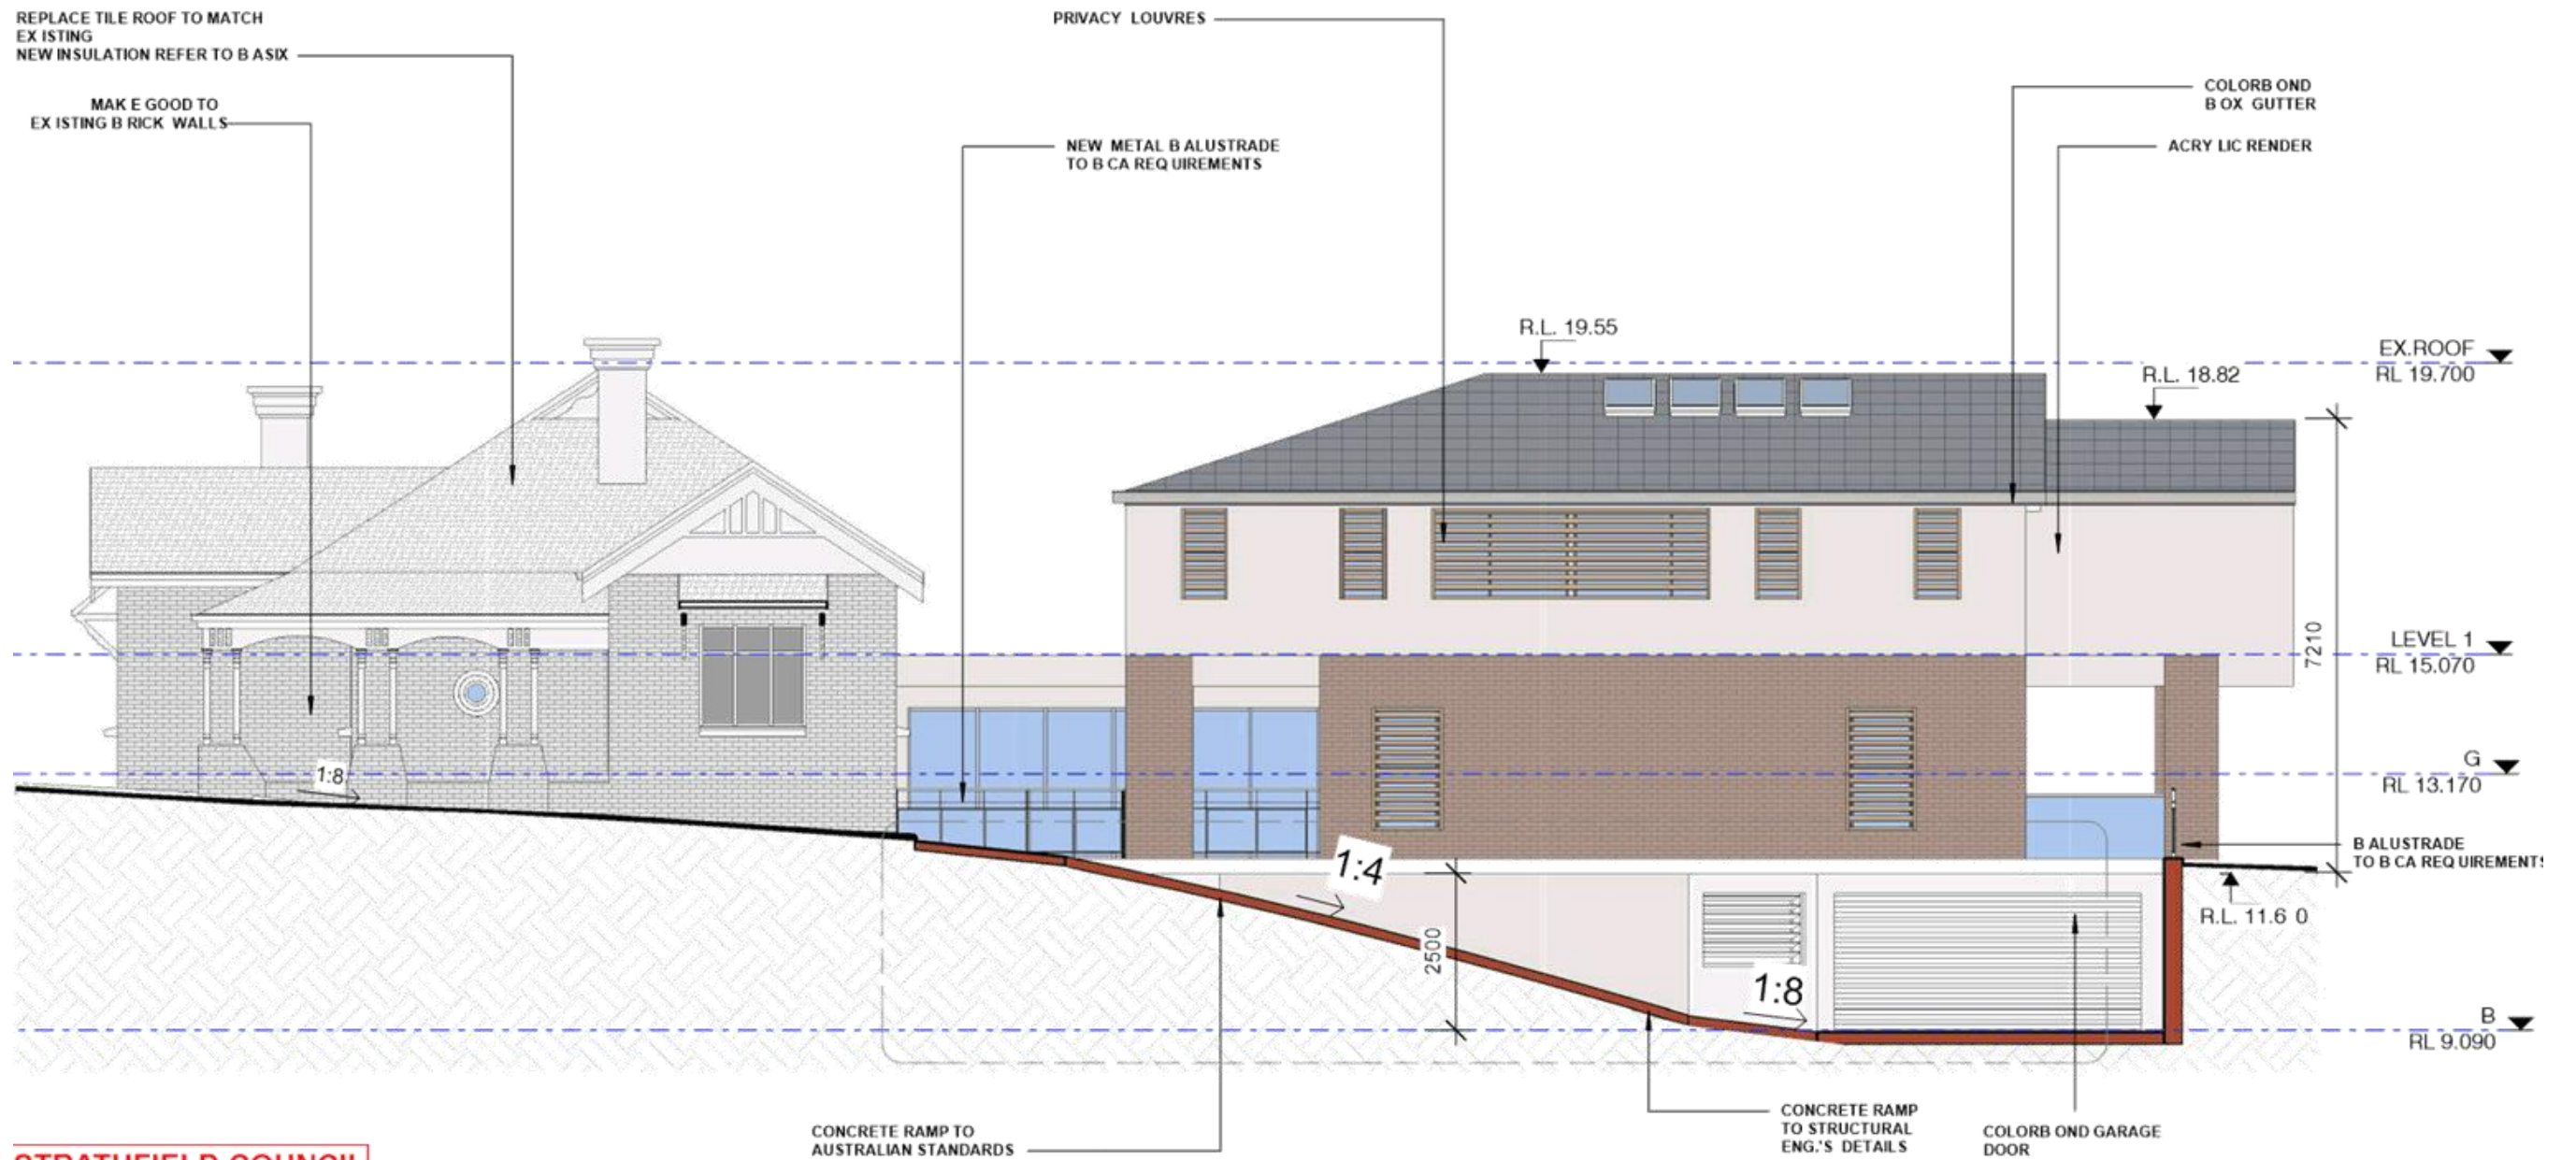 REPLACE TILE ROOF TO MATCH
EX ISTING
NEW INSULATION REFER TO B ASIX
MAK E GOOD TO
EX ISTING B RICK WALLS
PRIVACY LOUVRES
NEW METAL B ALUSTRADE
TO B CA REQ UIREMENTS
COLORB OND
B OX GUTTER
ACRY LIC RENDER
R.L. 19.55
EX.ROOF
RL 19.700
R.L. 18.82
7210
LEVEL 1
RL 15.070
G
RL 13.170
1:8
B ALUSTRADE
TO B CA REQ UIREMENTS
1:4
R.L. 11.6 0
2500
1:8
B
RL 9.090
CONCRETE RAMP TO
AUSTRALIAN STANDARDS
CONCRETE RAMP
TO STRUCTURAL
ENG.'S DETAILS
COLORB OND GARAGE
DOOR
STRATHFIELD COUNCIL